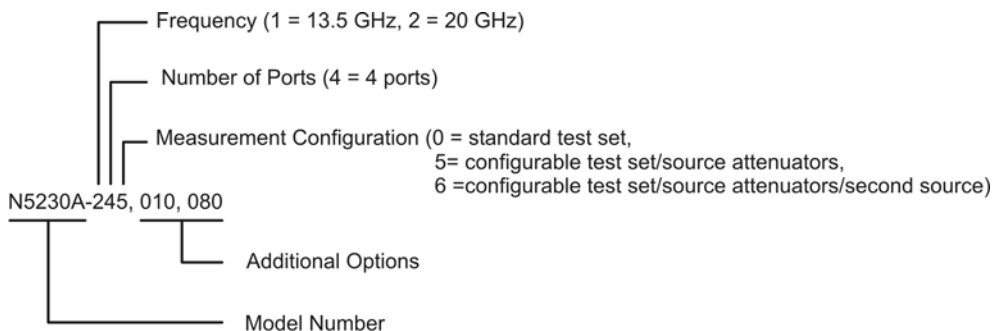 Frequency (1 = 13.5 GHz, 2 = 20 GHz)
Number of Ports (4 = 4 ports)
Measurement Configuration (0 = standard test set,
5= configurable test set/source attenuators,
6 =configurable test set/source attenuators/second source)
N5230A-245, 010, 080
Additional Options
Model Number